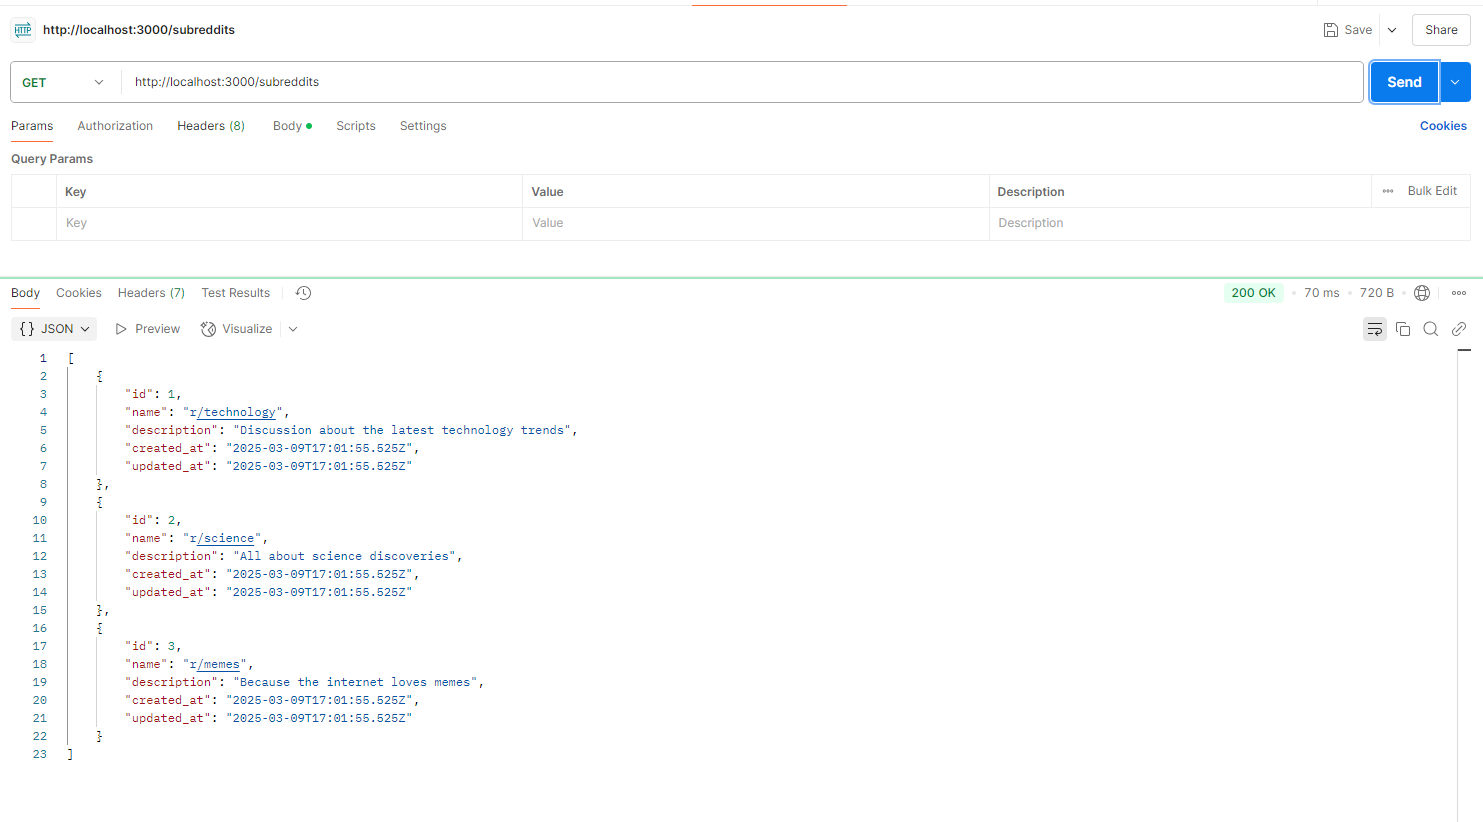 HTTP http://localhost:3000/subreddits Save Share
GET http://localhost:3000/subreddits Send
Params Authorization Headers (8) Body Scripts Settings Cookies
Query Params
Key Value Description Bulk Edit
Key Value Description
Body Cookies Headers (7) Test Results 200 OK 70 ms 720 B
{} JSON Preview Visualize
1 [
2 {
3 "id": 1,
4 "name": "r/technology",
5 "description": "Discussion about the latest technology trends",
6 "created_at": "2025-03-09T17:01:55.525Z",
7 "updated_at": "2025-03-09T17:01:55.525Z"
8 },
9 {
10 "id": 2,
11 "name": "r/science",
12 "description": "All about science discoveries",
13 "created_at": "2025-03-09T17:01:55.525Z",
14 "updated_at": "2025-03-09T17:01:55.525Z"
15 },
16 {
17 "id": 3,
18 "name": "r/memes",
19 "description": "Because the internet loves memes",
20 "created_at": "2025-03-09T17:01:55.525Z",
21 "updated_at": "2025-03-09T17:01:55.525Z"
22 }
23 ]